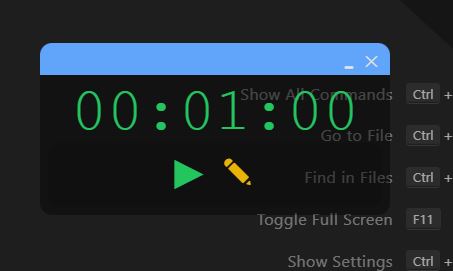 00:01:00
Show All Commands Ctrl +
Go to File Ctrl +
Find in Files Ctrl +
Toggle Full Screen F11
Show Settings Ctrl +